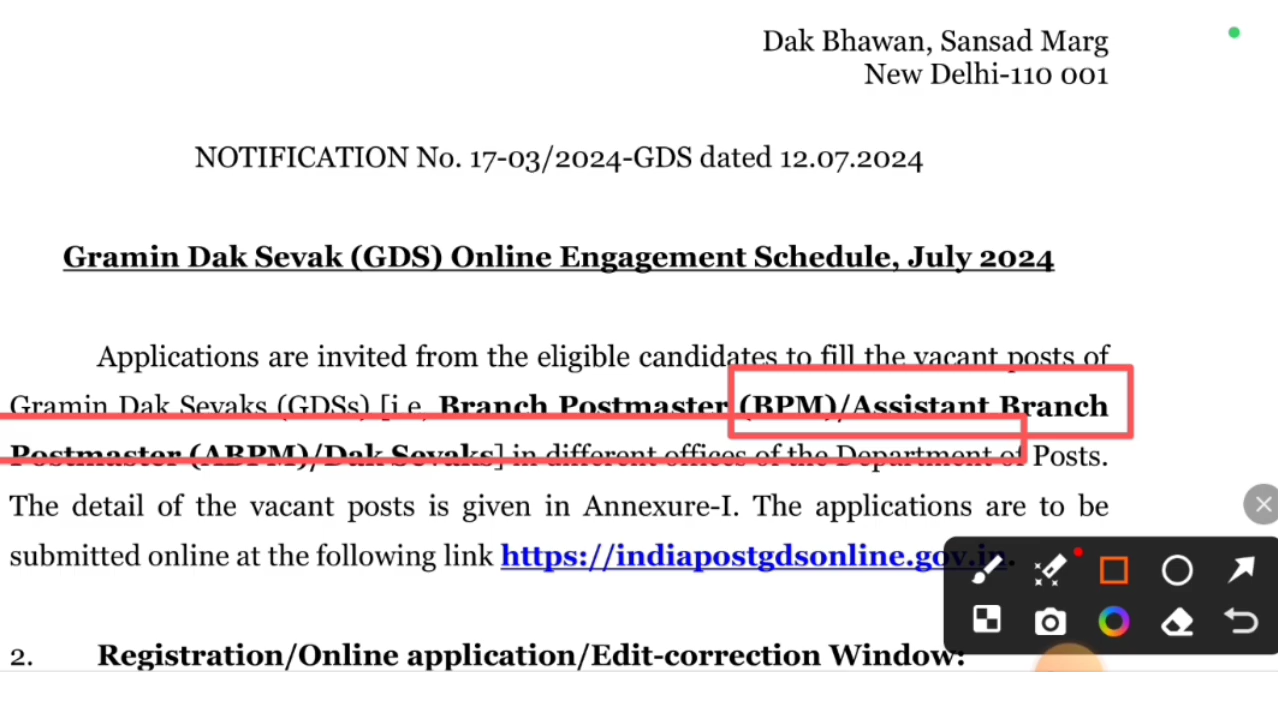 Dak Bhawan, Sansad Marg
New Delhi-110 001
NOTIFICATION No. 17-03/2024-GDS dated 12.07.2024
Gramin Dak Sevak (GDS) Online Engagement Schedule, July 2024
Applications are invited from the eligible candidates to fill the vacant posts of
Gramin Dak Sevaks (GDSs) [i.e, Branch Postmaster (BPM)/Assistant Branch
Postmaster (ABPM)/Dak Sevaks] in different offices of the Department of Posts.
The detail of the vacant posts is given in Annexure-I. The applications are to be
submitted online at the following link https://indiapostgdsonline.gov.in.
2. Registration/Online application/Edit-correction Window: